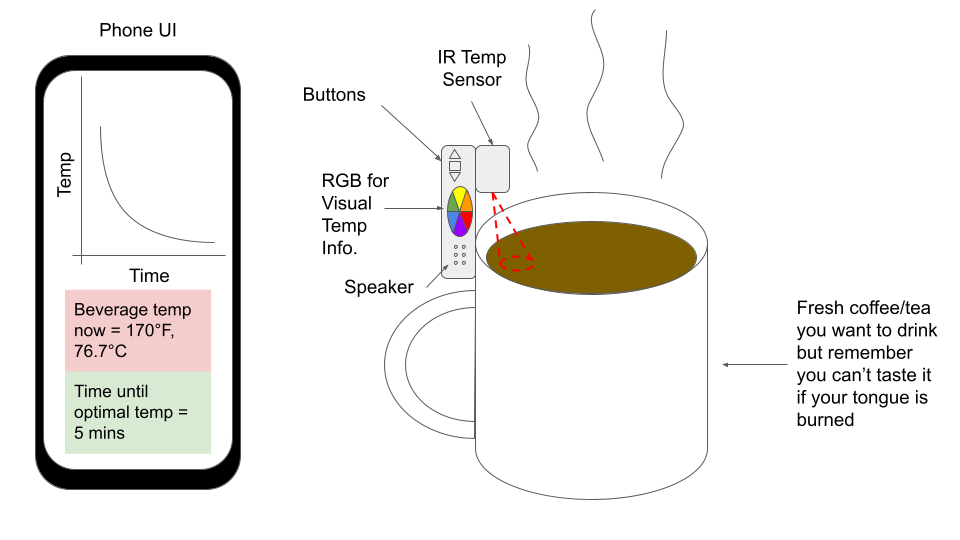 Phone UI
Temp
Time
Beverage temp
now = 170°F,
76.7°C
Time until
optimal temp =
5 mins
Buttons
IR Temp
Sensor
RGB for
Visual
Temp
Info.
Speaker
Fresh coffee/tea
you want to drink
but remember
you can’t taste it
if your tongue is
burned